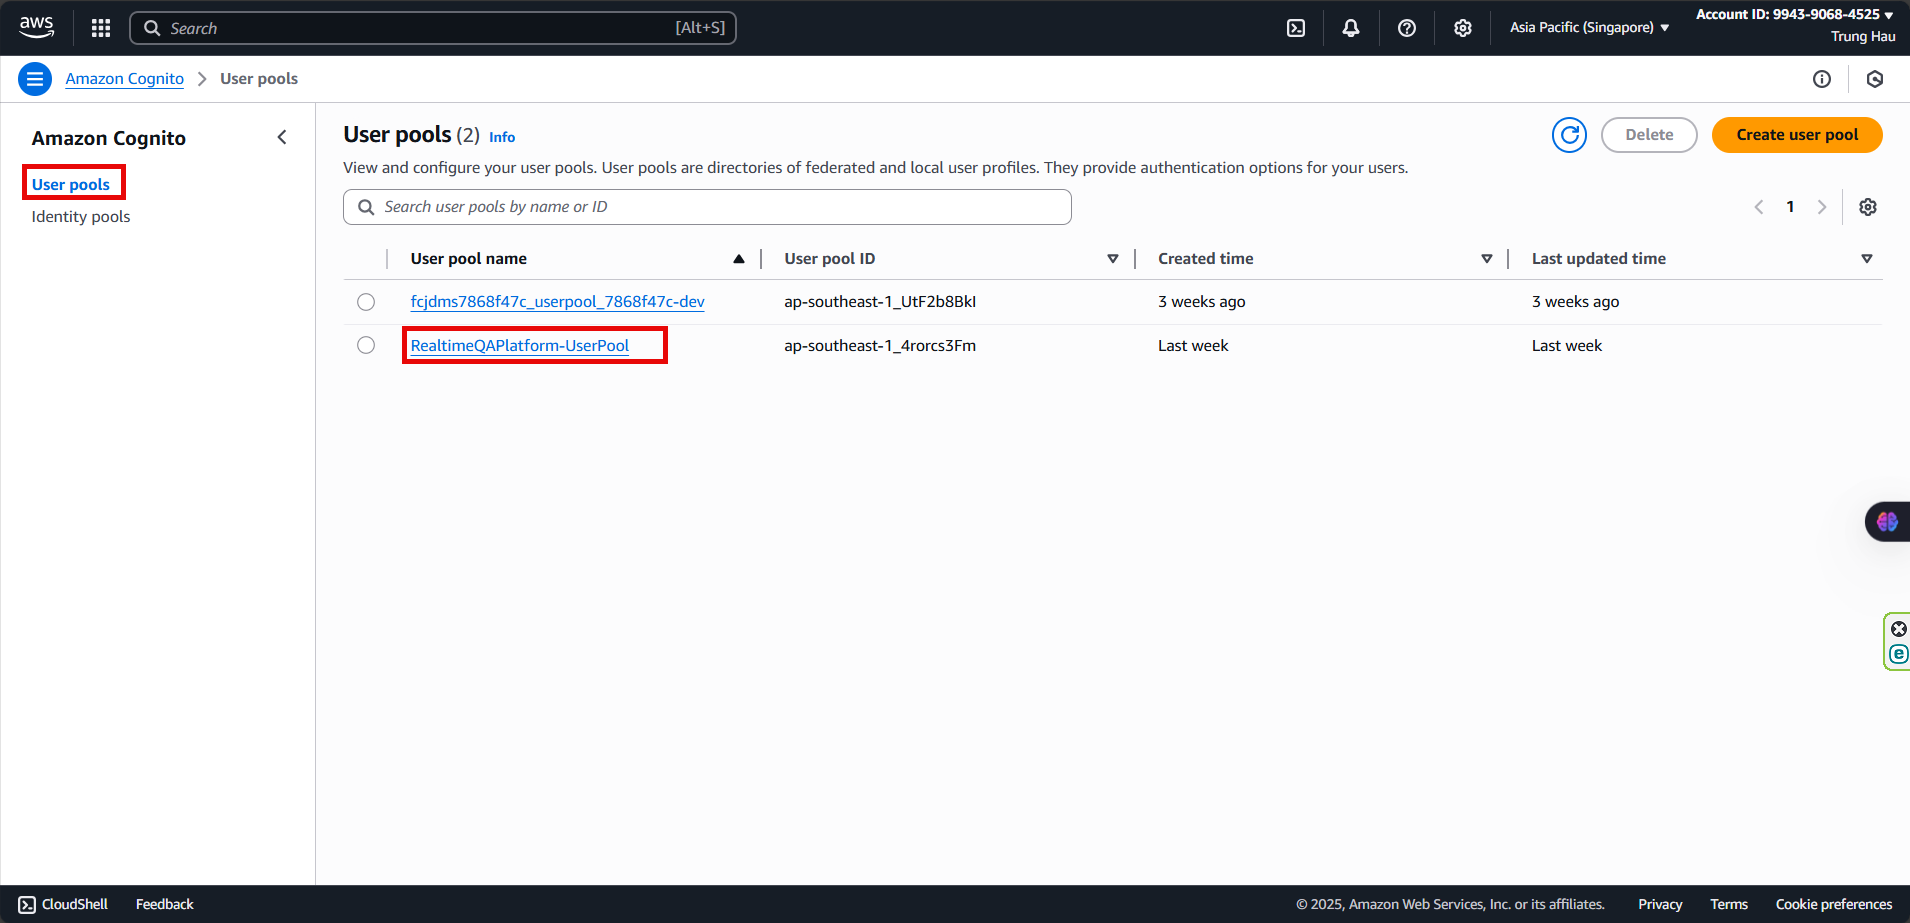 aws
Search [Alt+S]
Asia Pacific (Singapore)
Account ID: 9943-9068-4525
Trung Hau
Amazon Cognito
User pools
Amazon Cognito
User pools
Identity pools
User pools (2) Info
Delete
Create user pool
View and configure your user pools. User pools are directories of federated and local user profiles. They provide authentication options for your users.
Search user pools by name or ID
1
User pool name User pool ID Created time Last updated time
fcjdms7868f47c_userpool_7868f47c-dev ap-southeast-1_UtF2b8BkI 3 weeks ago 3 weeks ago
RealtimeQAPlatform-UserPool ap-southeast-1_4rorcs3Fm Last week Last week
CloudShell Feedback © 2025, Amazon Web Services, Inc. or its affiliates. Privacy Terms Cookie preferences